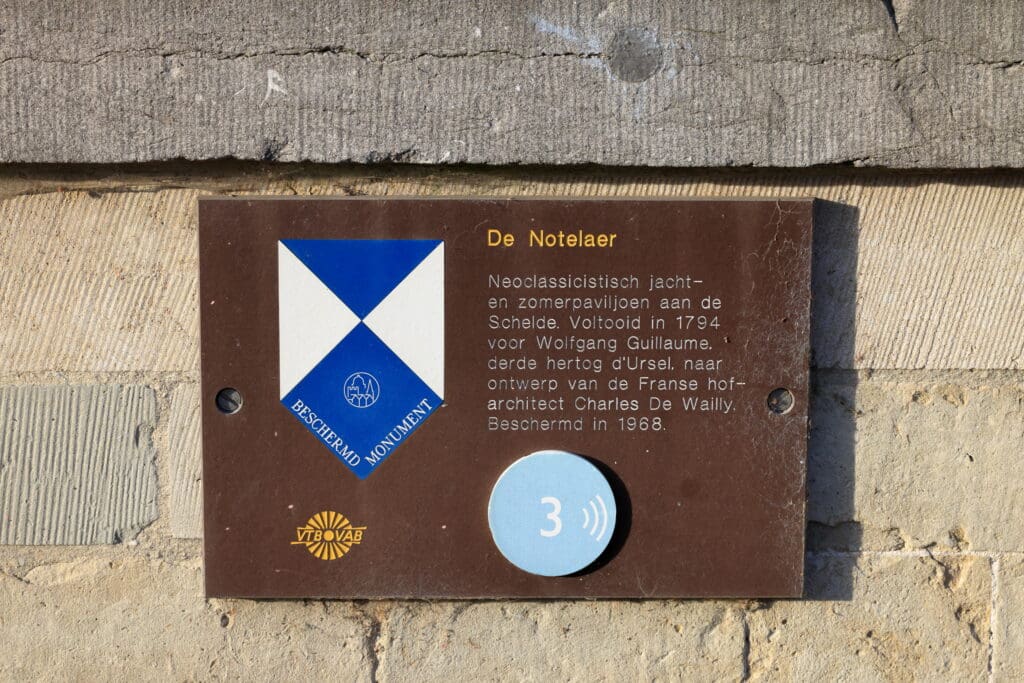 De Notelaer
Neoclassicistisch jacht-
en zomerpaviljoen aan de
Schelde. Voltooid in 1794
voor Wolfgang Guillaume,
derde hertog d'Ursel, naar
ontwerp van de Franse hof-
architect Charles De Wailly.
Beschermd in 1968.
BESCHERMD
MONUMENT
VTB VAB
3